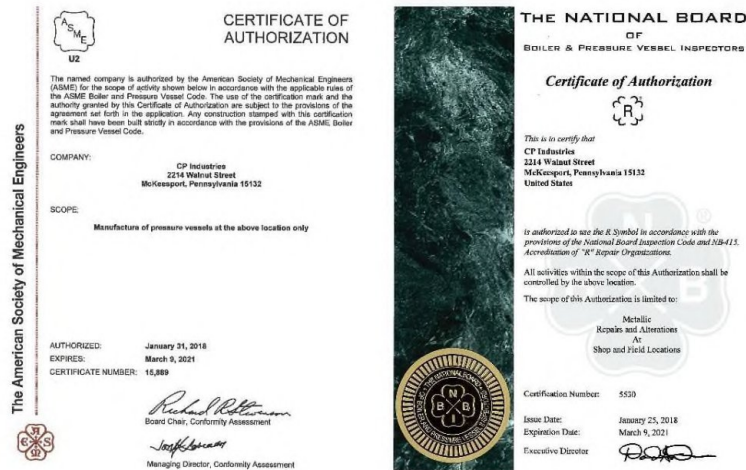 ASME
U2
CERTIFICATE OF
AUTHORIZATION
The named company is authorized by the American Society of Mechanical Engineers
(ASME) for the scope of activity shown below in accordance with the applicable rules of
the ASME Boiler and Pressure Vessel Code. The use of the certification mark and the
authority granted by this Certificate of Authorization are subject to the provisions of the
agreement set forth in the application. Any construction stamped with this certification
mark shall have been built strictly in accordance with the provisions of the ASME Boiler
and Pressure Vessel Code.
COMPANY:
CP Industries
2214 Walnut Street
McKeesport, Pennsylvania 15132
SCOPE:
Manufacture of pressure vessels at the above location only
AUTHORIZED: January 31, 2018
EXPIRES: March 9, 2021
CERTIFICATE NUMBER: 15,889
Board Chair, Conformity Assessment
Managing Director, Conformity Assessment
The American Society of Mechanical Engineers
THE NATIONAL BOARD
OF
BOILER & PRESSURE VESSEL INSPECTORS
Certificate of Authorization
R
This is to certify that
CP Industries
2214 Walnut Street
McKeesport, Pennsylvania 15132
United States
is authorized to use the R Symbol in accordance with the
provisions of the National Board Inspection Code and NB-415,
Accreditation of "R" Repair Organizations.
All activities within the scope of this Authorization shall be
controlled by the above location.
The scope of this Authorization is limited to:
Metallic
Repairs and Alterations
At
Shop and Field Locations
Certification Number: 5530
Issue Date: January 25, 2018
Expiration Date: March 9, 2021
Executive Director